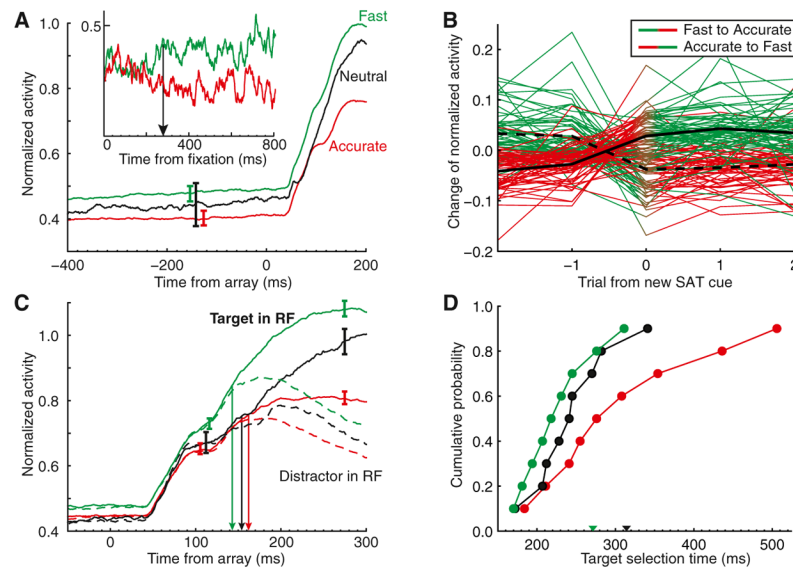 A
1.0
0.8
0.6
0.4
Normalized activity
0.5
0
400
800
Time from fixation (ms)
Fast
Neutral
Accurate
−400
−200
0
200
Time from array (ms)
B
0.2
0.1
0.0
−0.1
−0.2
Change of normalized activity
Fast to Accurate
Accurate to Fast
−1
0
1
2
Trial from new SAT cue
C
1.0
0.8
0.6
0.4
Normalized activity
Target in RF
Distractor in RF
0
100
200
300
Time from array (ms)
D
1.0
0.8
0.6
0.4
0.2
0.0
Cumulative probability
200
300
400
500
Target selection time (ms)